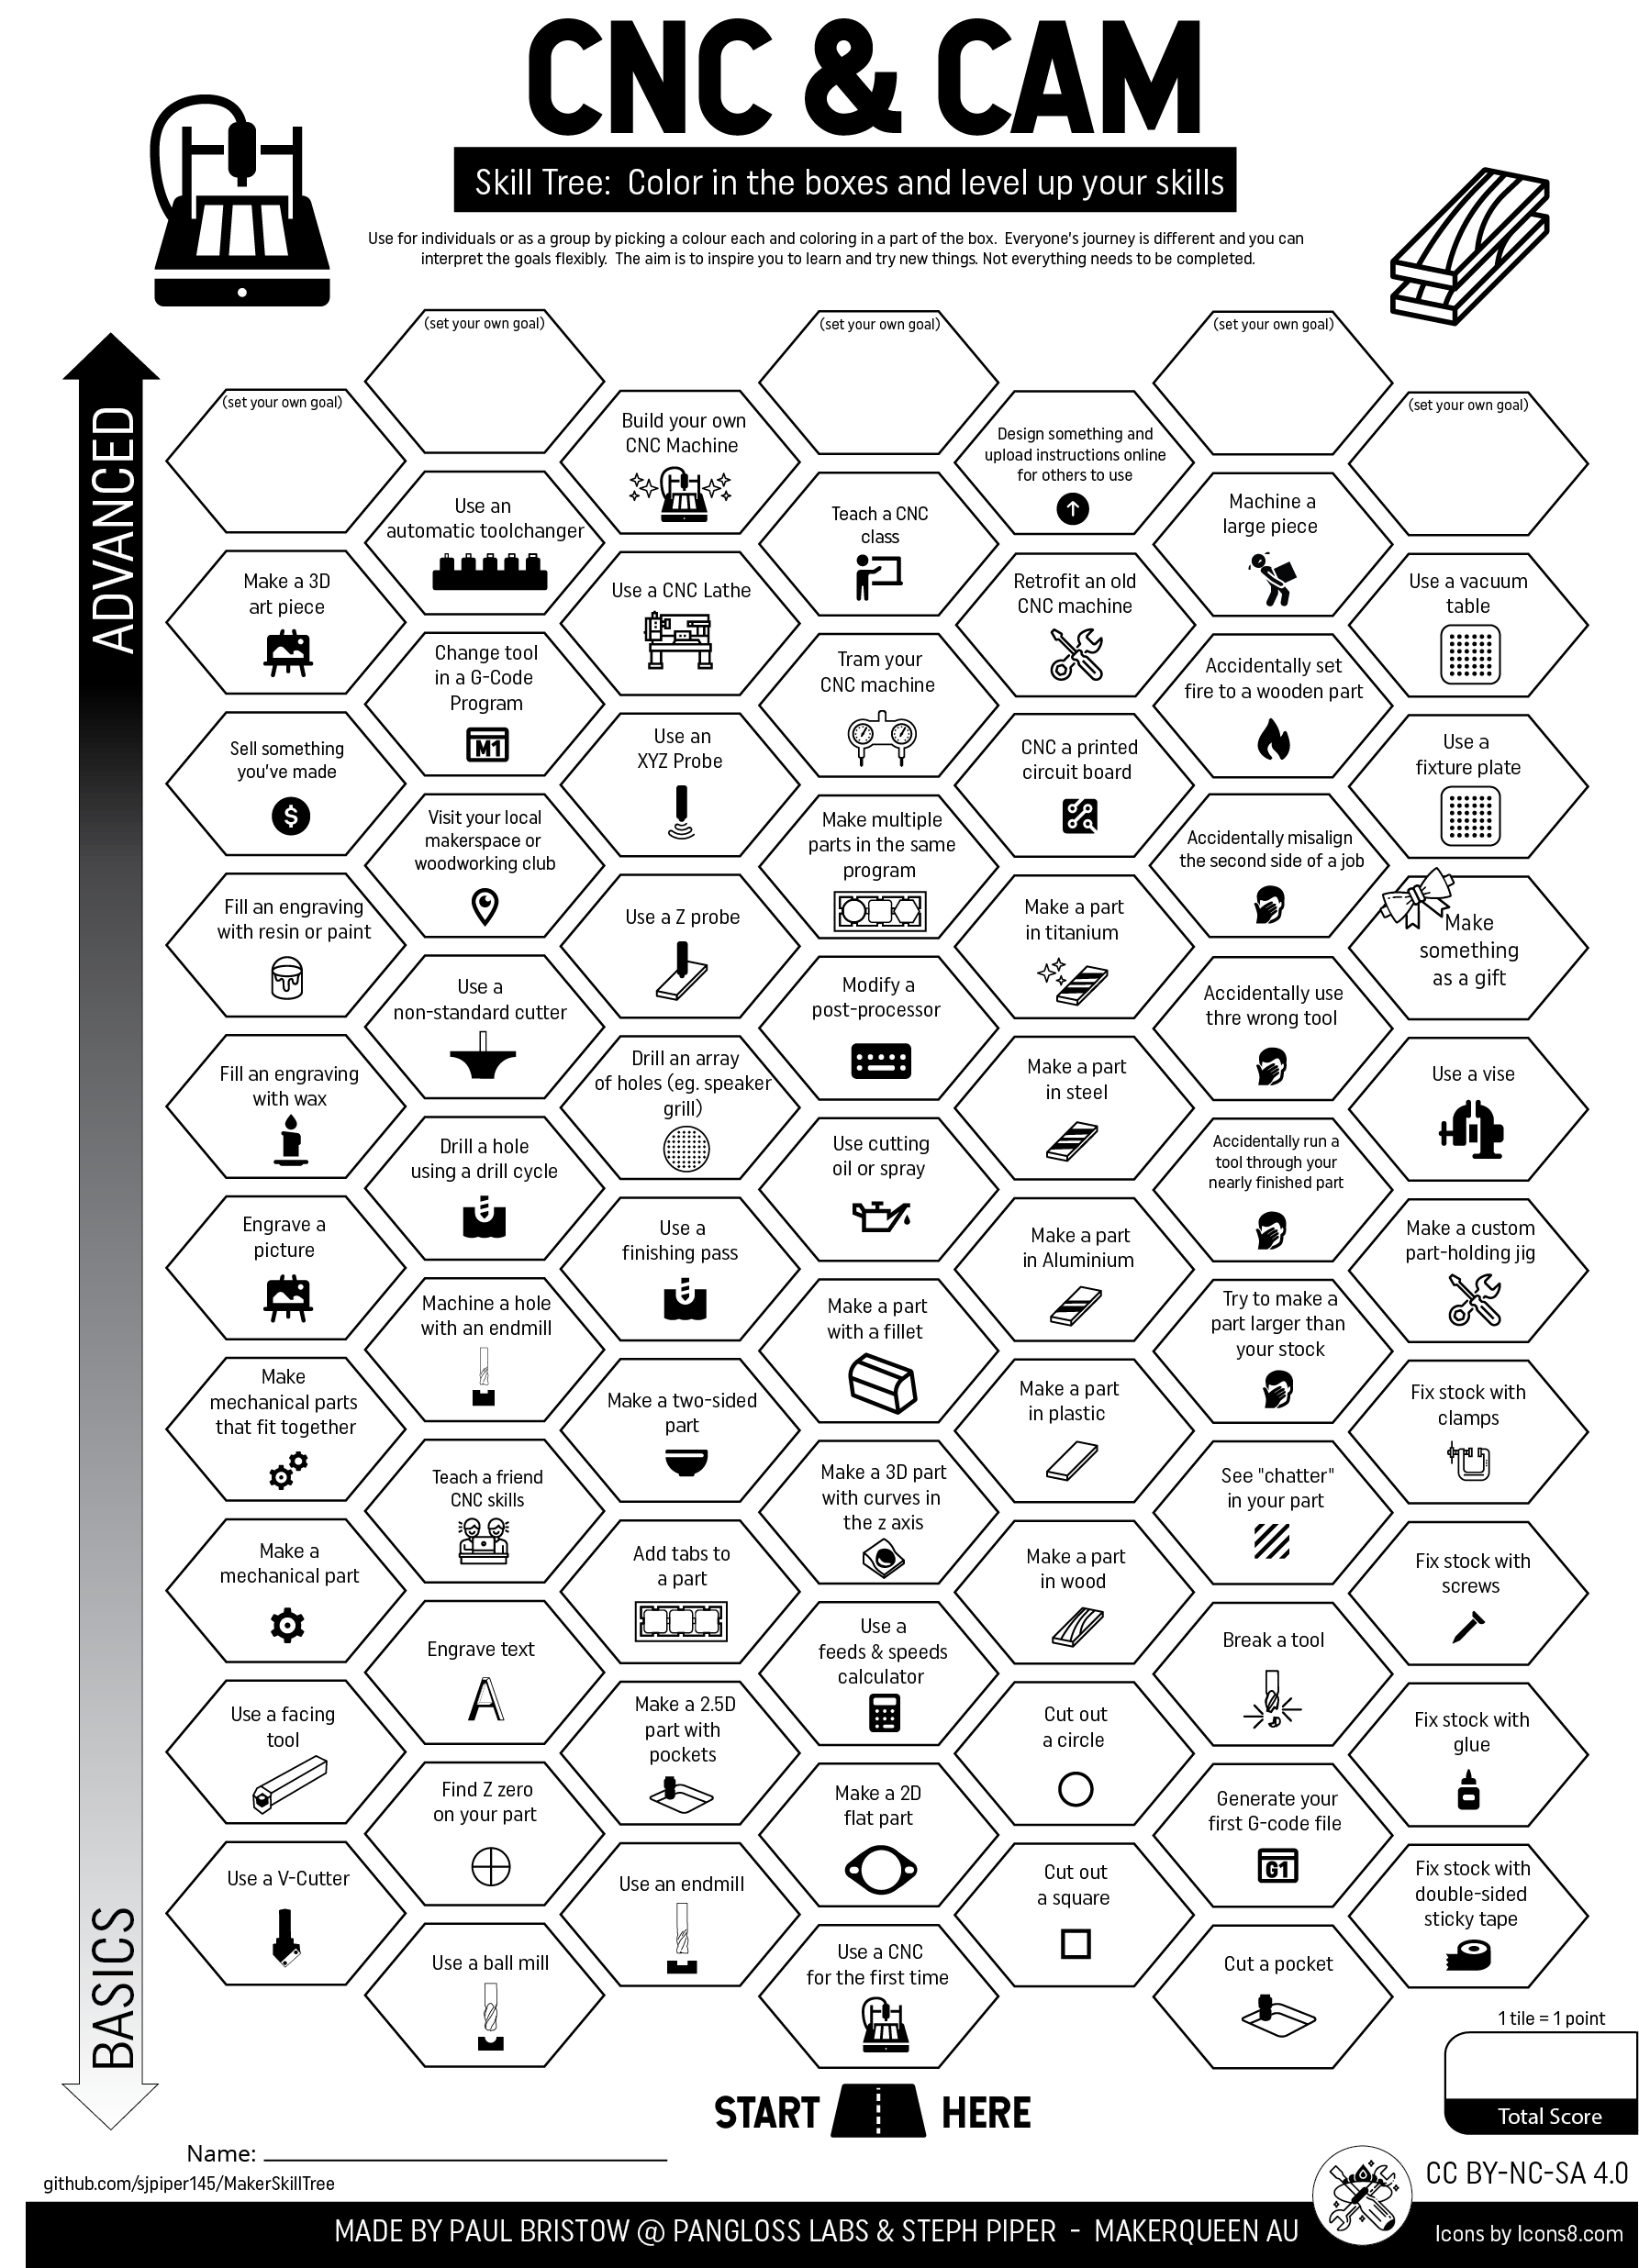 CNC & CAM
Skill Tree:  Color in the boxes and level up your skills
Use for individuals or as a group by picking a colour each and coloring in a part of the box.  Everyone's journey is different and you can
interpret the goals flexibly.  The aim is to inspire you to learn and try new things. Not everything needs to be completed.
ADVANCED
BASICS
(set your own goal)
Make a 3D
art piece
Sell something
you've made
$
Fill an engraving
with resin or paint
Fill an engraving
with wax
Engrave a
picture
Make
mechanical parts
that fit together
Make a
mechanical part
Use a facing
tool
Use a V-Cutter
(set your own goal)
Use an
automatic toolchanger
Change tool
in a G-Code
Program
M1
Visit your local
makerspace or
woodworking club
Use a
non-standard cutter
Drill a hole
using a drill cycle
Machine a hole
with an endmill
Teach a friend
CNC skills
Engrave text
A
Find Z zero
on your part
Use a ball mill
Build your own
CNC Machine
Use a CNC Lathe
Use an
XYZ Probe
Use a Z probe
Drill an array
of holes (eg. speaker
grill)
Use a
finishing pass
Make a two-sided
part
Add tabs to
a part
Make a 2.5D
part with
pockets
Use an endmill
(set your own goal)
Teach a CNC
class
Tram your
CNC machine
Make multiple
parts in the same
program
Modify a
post-processor
Use cutting
oil or spray
Make a part
with a fillet
Make a 3D part
with curves in
the z axis
Use a
feeds & speeds
calculator
Make a 2D
flat part
Use a CNC
for the first time
Design something and
upload instructions online
for others to use
Retrofit an old
CNC machine
CNC a printed
circuit board
Make a part
in titanium
Make a part
in steel
Make a part
in Aluminium
Make a part
in plastic
Make a part
in wood
Cut out
a circle
Cut out
a square
(set your own goal)
Machine a
large piece
Accidentally set
fire to a wooden part
Accidentally misalign
the second side of a job
Accidentally use
thre wrong tool
Accidentally run a
tool through your
nearly finished part
Try to make a
part larger than
your stock
See "chatter"
in your part
Break a tool
Generate your
first G-code file
G1
Cut a pocket
(set your own goal)
Use a vacuum
table
Use a
fixture plate
Make
something
as a gift
Use a vise
Make a custom
part-holding jig
Fix stock with
clamps
Fix stock with
screws
Fix stock with
glue
Fix stock with
double-sided
sticky tape
1 tile = 1 point
Total Score
START HERE
Name:
github.com/sjpiper145/MakerSkillTree
CC BY-NC-SA 4.0
MADE BY PAUL BRISTOW @ PANGLOSS LABS & STEPH PIPER  -  MAKERQUEEN AU
Icons by Icons8.com